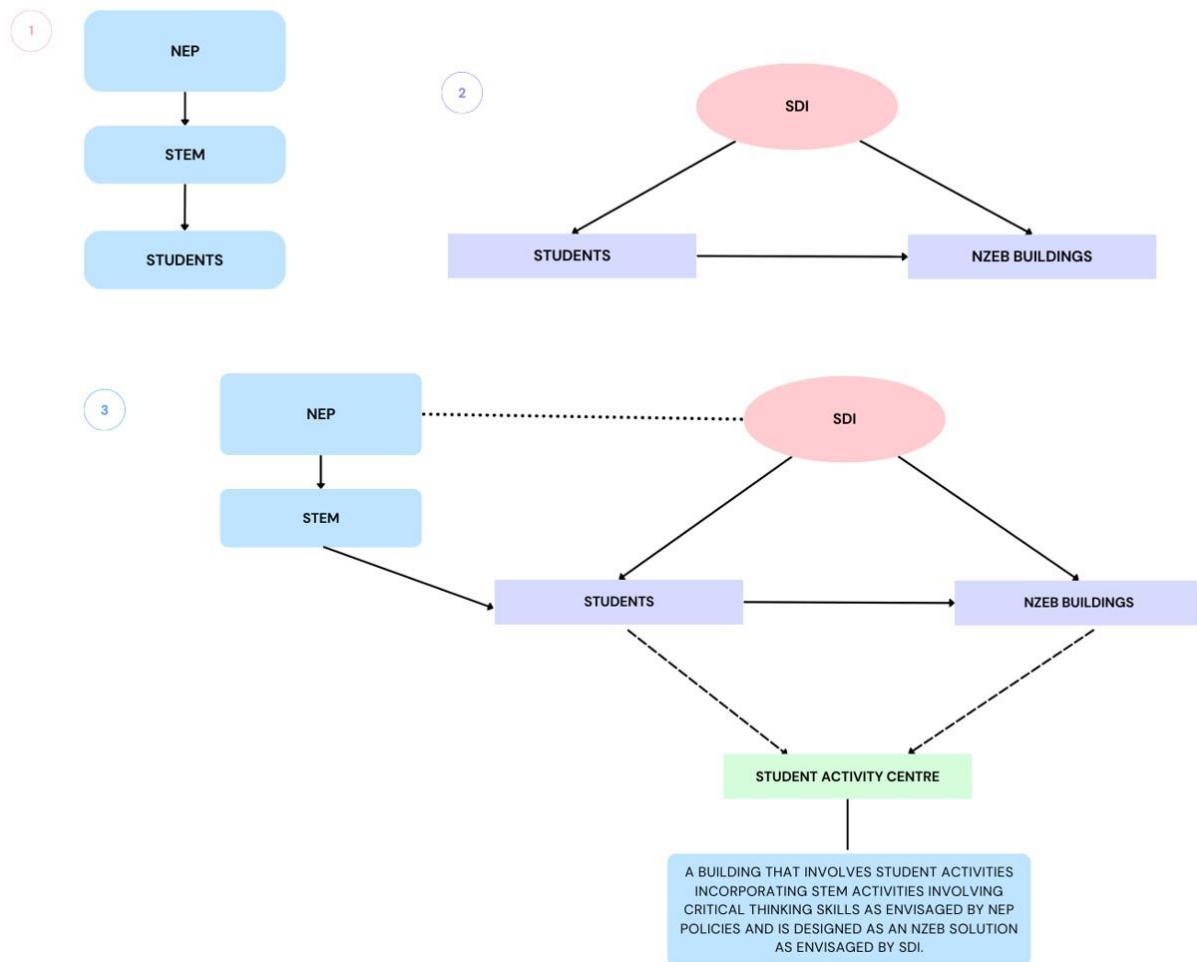 1
NEP
STEM
STUDENTS
2
SDI
STUDENTS
NZEB BUILDINGS
3
NEP
SDI
STEM
STUDENTS
NZEB BUILDINGS
STUDENT ACTIVITY CENTRE
A BUILDING THAT INVOLVES STUDENT ACTIVITIES
INCORPORATING STEM ACTIVITIES INVOLVING
CRITICAL THINKING SKILLS AS ENVISAGED BY NEP
POLICIES AND IS DESIGNED AS AN NZEB SOLUTION
AS ENVISAGED BY SDI.